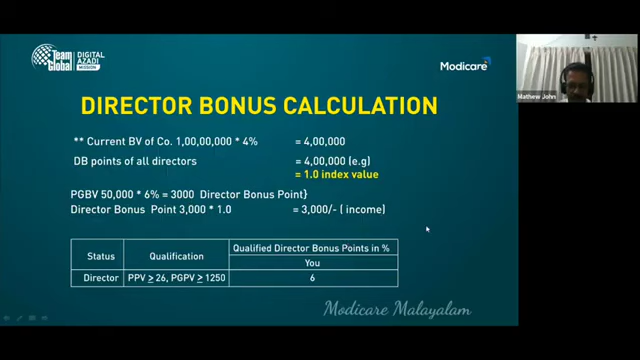 Team Global
DIGITAL
AZADI
MISSION
Modicare
Mathew John
DIRECTOR BONUS CALCULATION
** Current BV of Co. 1,00,00,000 * 4% = 4,00,000
DB points of all directors = 4,00,000 (e.g)
= 1.0 index value
PGBV 50,000 * 6% = 3000 Director Bonus Point}
Director Bonus Point 3,000 * 1.0 = 3,000/- ( income)
Status Qualification Qualified Director Bonus Points in %
You
Director PPV ≥ 26, PGPV ≥ 1250 6
Modicare Malayalam